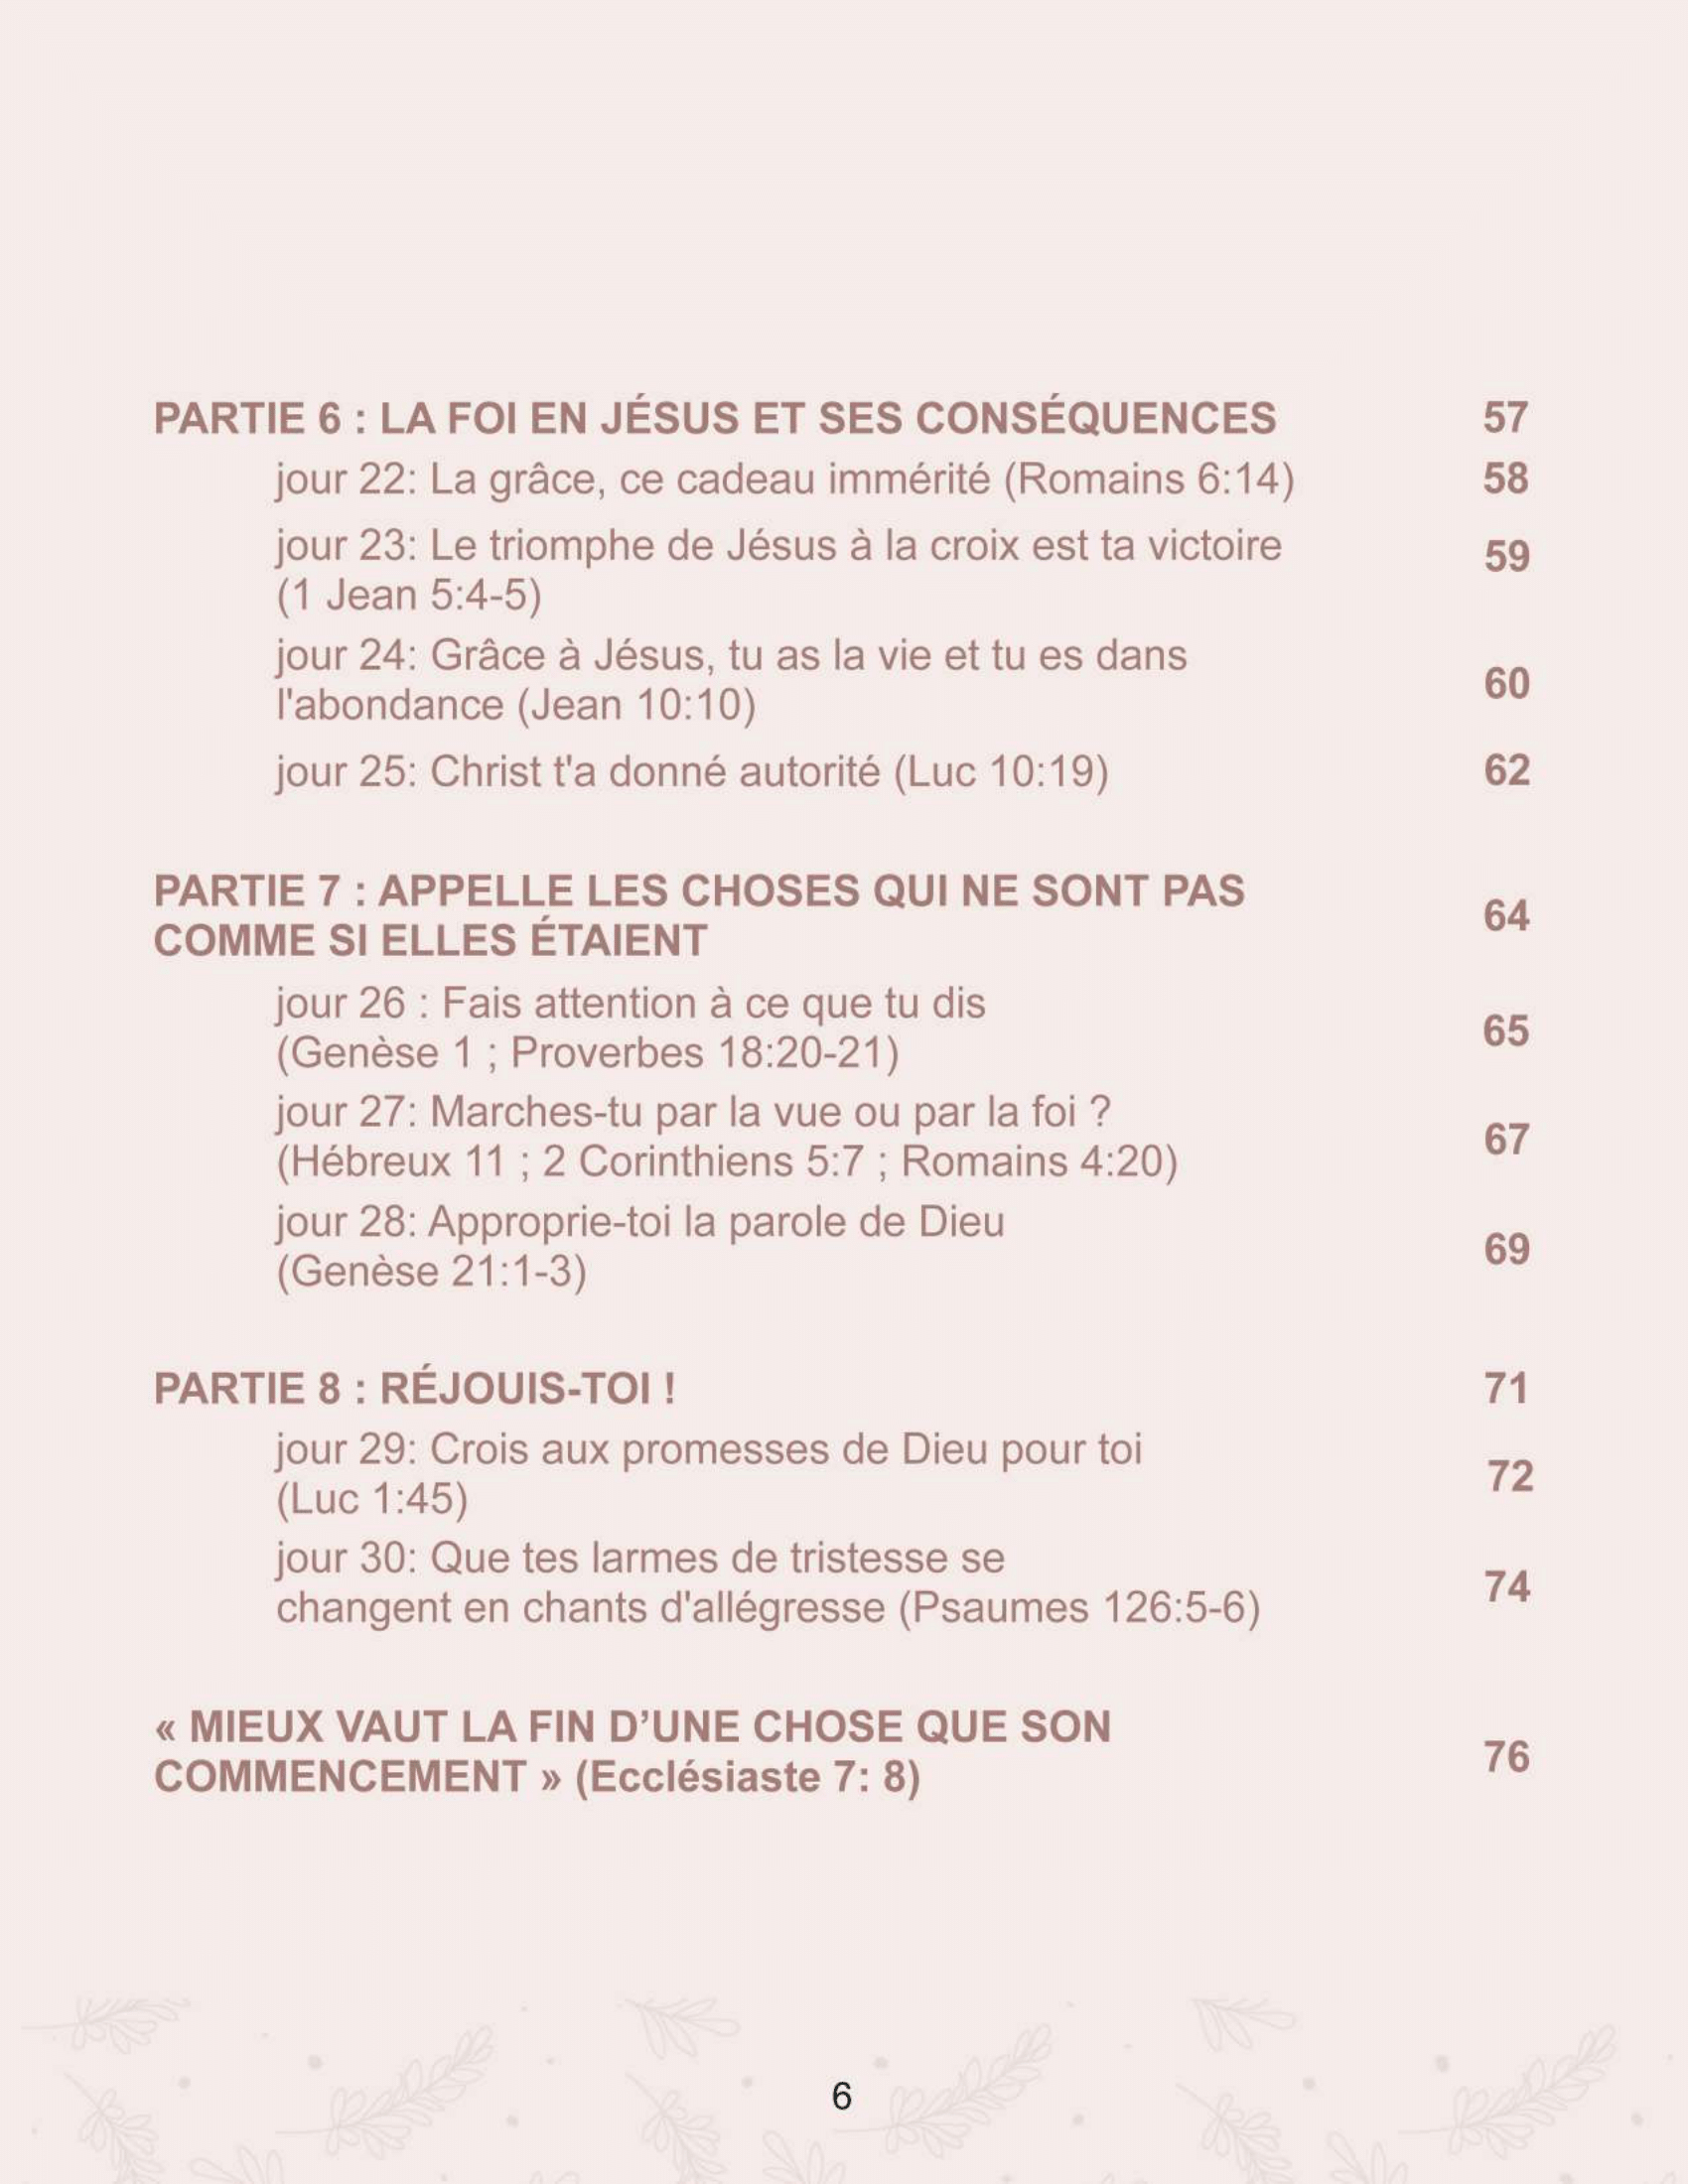 PARTIE 6 : LA FOI EN JÉSUS ET SES CONSÉQUENCES 57
jour 22: La grâce, ce cadeau immérité (Romains 6:14) 58
jour 23: Le triomphe de Jésus à la croix est ta victoire
(1 Jean 5:4-5) 59
jour 24: Grâce à Jésus, tu as la vie et tu es dans
l'abondance (Jean 10:10) 60
jour 25: Christ t'a donné autorité (Luc 10:19) 62
PARTIE 7 : APPELLE LES CHOSES QUI NE SONT PAS
COMME SI ELLES ÉTAIENT 64
jour 26 : Fais attention à ce que tu dis
(Genèse 1 ; Proverbes 18:20-21) 65
jour 27: Marches-tu par la vue ou par la foi ?
(Hébreux 11 ; 2 Corinthiens 5:7 ; Romains 4:20) 67
jour 28: Approprie-toi la parole de Dieu
(Genèse 21:1-3) 69
PARTIE 8 : RÉJOUIS-TOI ! 71
jour 29: Crois aux promesses de Dieu pour toi
(Luc 1:45) 72
jour 30: Que tes larmes de tristesse se
changent en chants d'allégresse (Psaumes 126:5-6) 74
« MIEUX VAUT LA FIN D’UNE CHOSE QUE SON
COMMENCEMENT » (Ecclésiaste 7: 8) 76
6